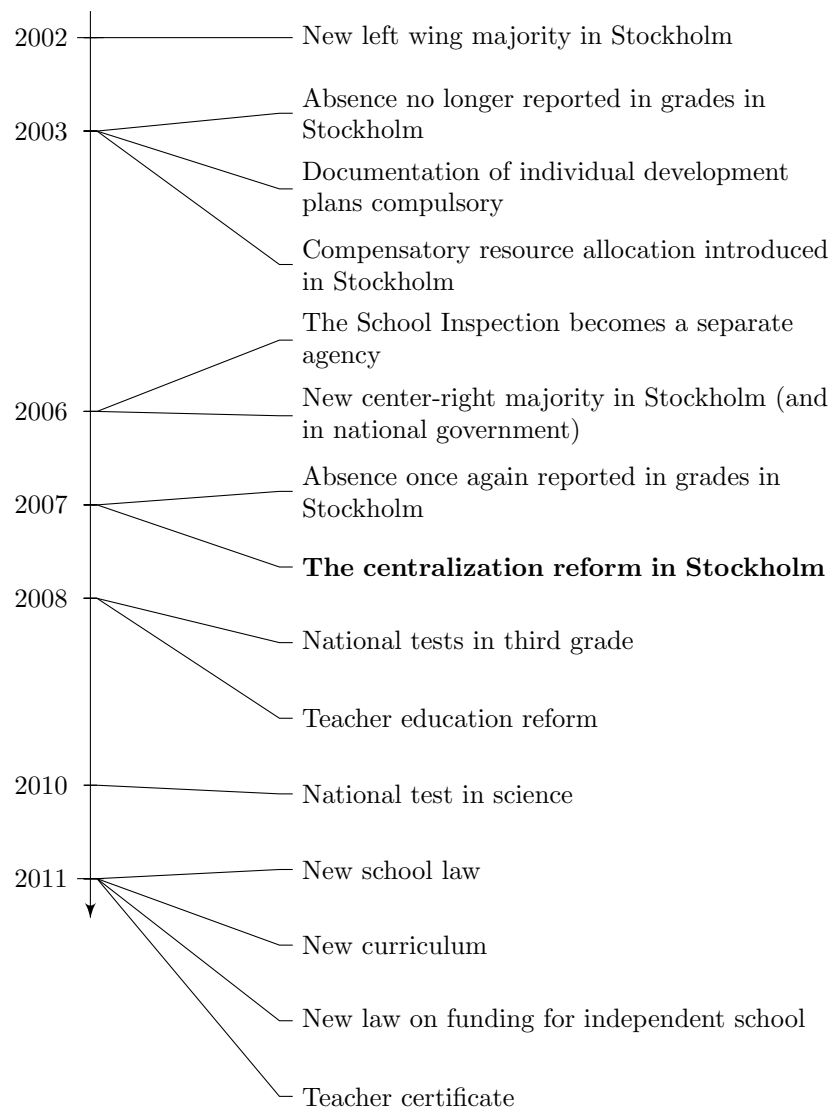 2002
New left wing majority in Stockholm
2003
Absence no longer reported in grades in
Stockholm
Documentation of individual development
plans compulsory
Compensatory resource allocation introduced
in Stockholm
2006
The School Inspection becomes a separate
agency
New center-right majority in Stockholm (and
in national government)
2007
Absence once again reported in grades in
Stockholm
The centralization reform in Stockholm
2008
National tests in third grade
Teacher education reform
2010
National test in science
2011
New school law
New curriculum
New law on funding for independent school
Teacher certificate